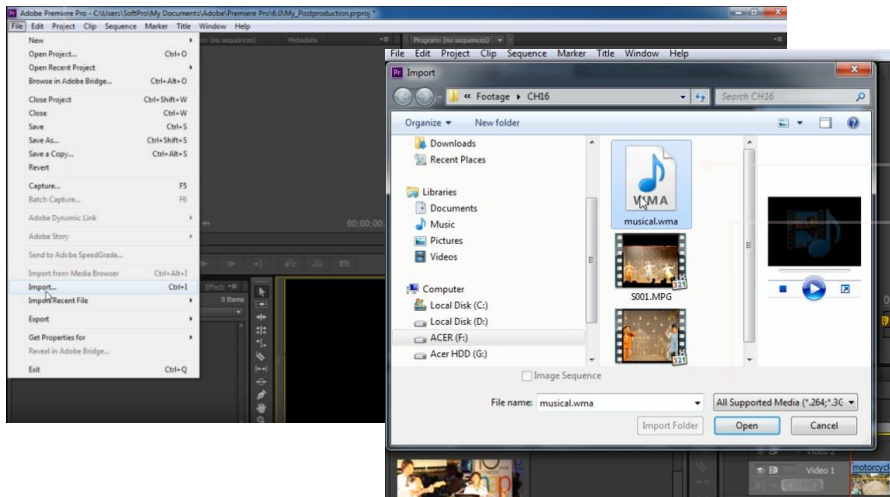 Adobe Premiere Pro - C:\Users\SoftPro\My Documents\Adobe\Premiere Pro\6.0\My_Postproduction.prproj *
File Edit Project Clip Sequence Marker Title Window Help
New
Open Project... Ctrl+O
Open Recent Project
Browse in Adobe Bridge... Ctrl+Alt+O
Close Project Ctrl+Shift+W
Close Ctrl+W
Save Ctrl+S
Save As... Ctrl+Shift+S
Save a Copy... Ctrl+Alt+S
Revert
Capture... F5
Batch Capture... F6
Adobe Dynamic Link
Adobe Story
Send to Adobe SpeedGrade...
Import from Media Browser Ctrl+Alt+I
Import... Ctrl+I
Import Recent File
Export
Get Properties for
Reveal in Adobe Bridge...
Exit Ctrl+Q
(no sequences) Metadata
Program: (no sequences)
00:00:00;
Effects
0 Items
File Edit Project Clip Sequence Marker Title Window Help
Pr Import
« Footage CH16
Search CH16
Organize New folder
Downloads
Recent Places
Libraries
Documents
Music
Pictures
Videos
Computer
Local Disk (C:)
Local Disk (D:)
ACER (F:)
Acer HDD (G:)
WMA
musical.wma
321
S001.MPG
321
Image Sequence
File name: musical.wma
All Supported Media (*.264;*.3G
Import Folder Open Cancel
Video 2
Video 1
motorcycl